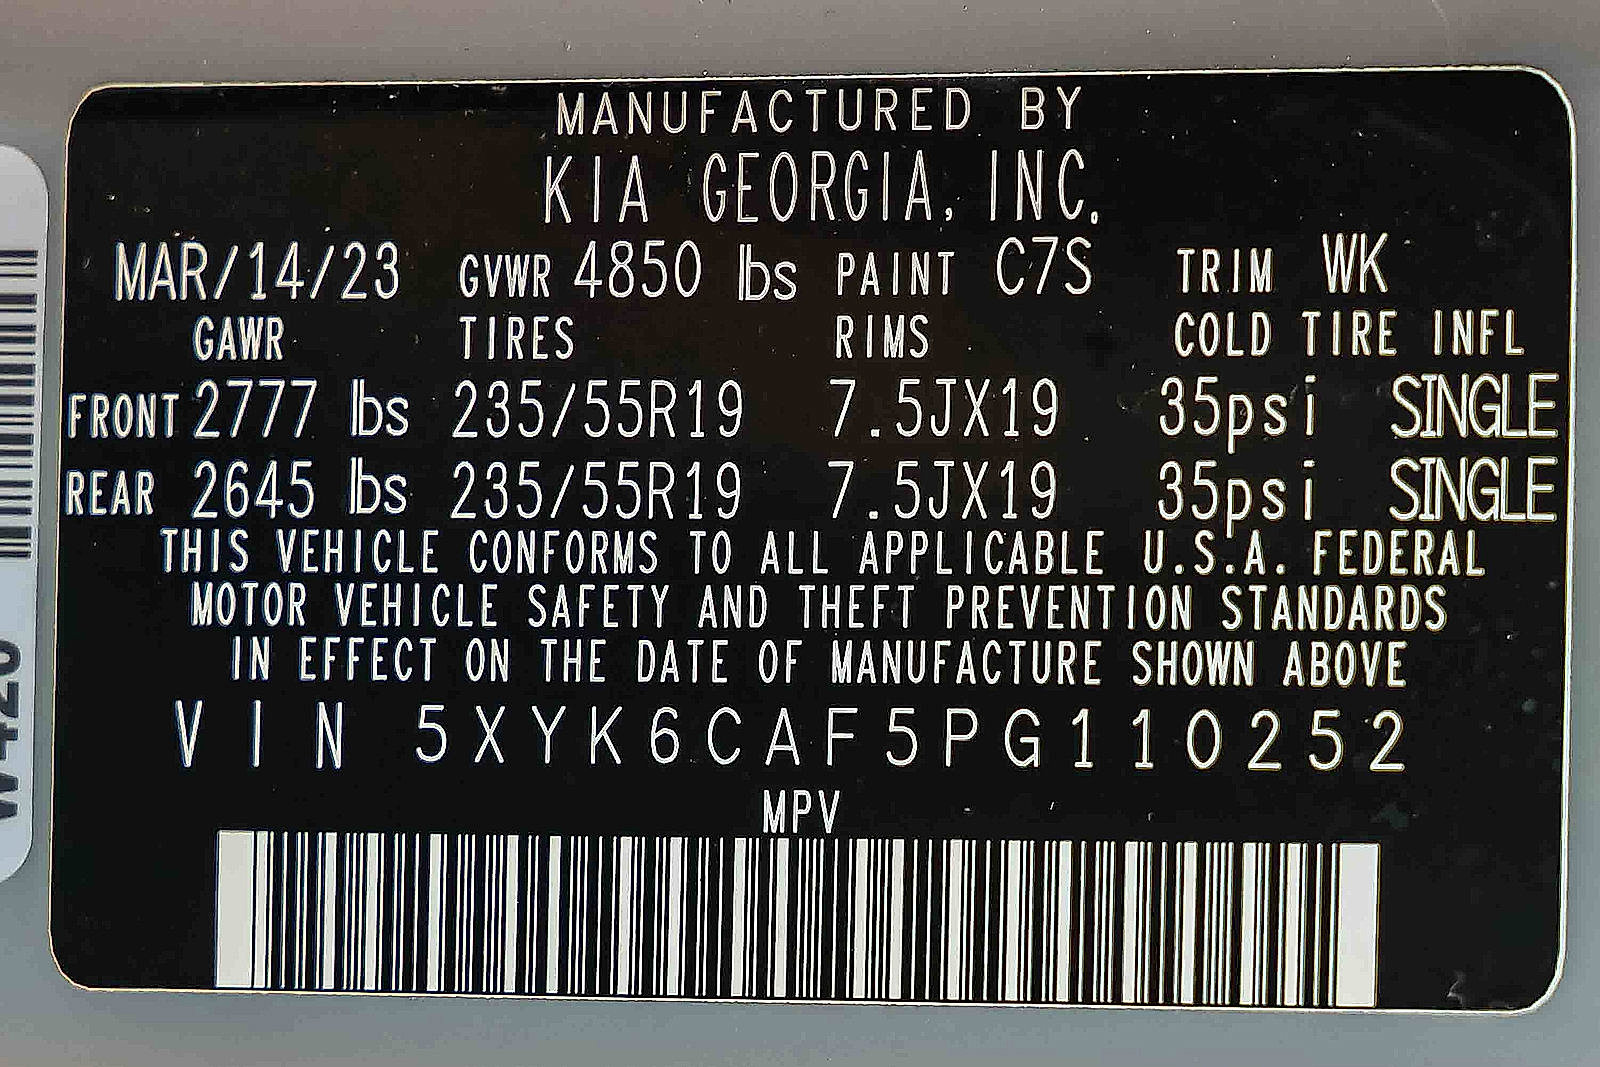 MANUFACTURED BY
KIA GEORGIA, INC.
MAR/14/23 GVWR 4850 lbs PAINT C7S TRIM WK
GAWR TIRES RIMS COLD TIRE INFL
FRONT 2777 lbs 235/55R19 7.5JX19 35psi SINGLE
REAR 2645 lbs 235/55R19 7.5JX19 35psi SINGLE
THIS VEHICLE CONFORMS TO ALL APPLICABLE U.S.A. FEDERAL
MOTOR VEHICLE SAFETY AND THEFT PREVENTION STANDARDS
IN EFFECT ON THE DATE OF MANUFACTURE SHOWN ABOVE
VIN 5XYK6CAF5PG110252
MPV